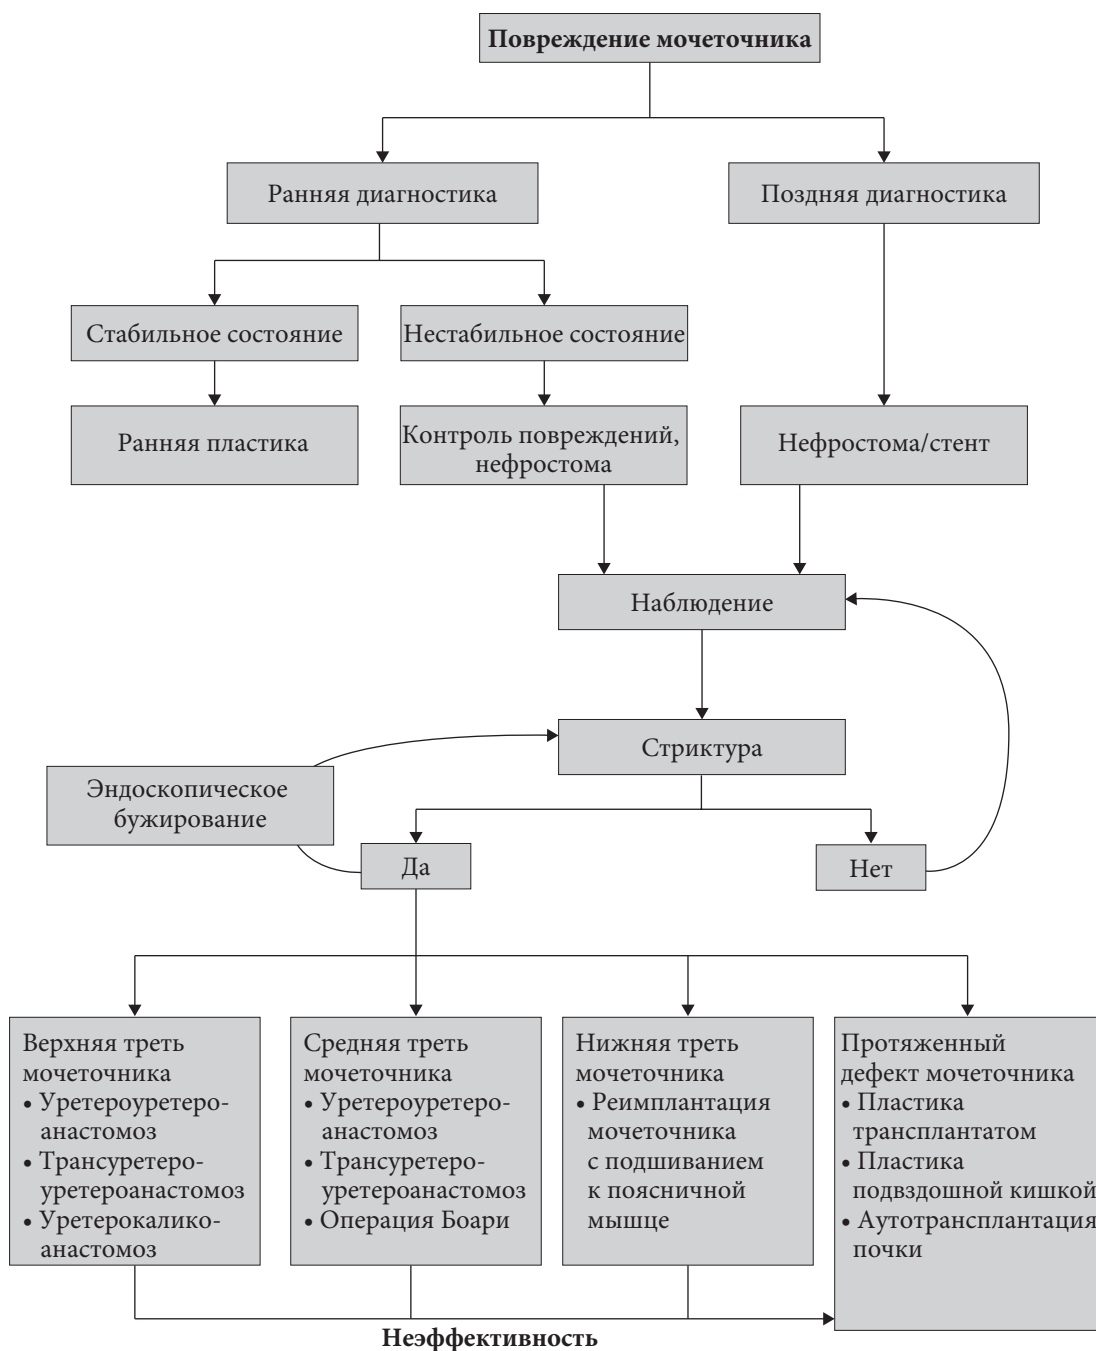 Повреждение мочеточника
Ранняя диагностика
Поздняя диагностика
Стабильное состояние
Нестабильное состояние
Ранняя пластика
Контроль повреждений,
нефростома
Нефростома/стент
Наблюдение
Стриктура
Эндоскопическое
бужирование
Да
Нет
Верхняя треть
мочеточника
• Уретероуретеро-
анастомоз
• Трансуретеро-
уретероанастомоз
• Уретерокалико-
анастомоз
Средняя треть
мочеточника
• Уретероуретеро-
анастомоз
• Трансуретеро-
уретероанастомоз
• Операция Боари
Нижняя треть
мочеточника
• Реимплантация
мочеточника
с подшиванием
к поясничной
мышце
Протяженный
дефект мочеточника
• Пластика
трансплантатом
• Пластика
подвздошной кишкой
• Аутотрансплантация
почки
Неэффективность